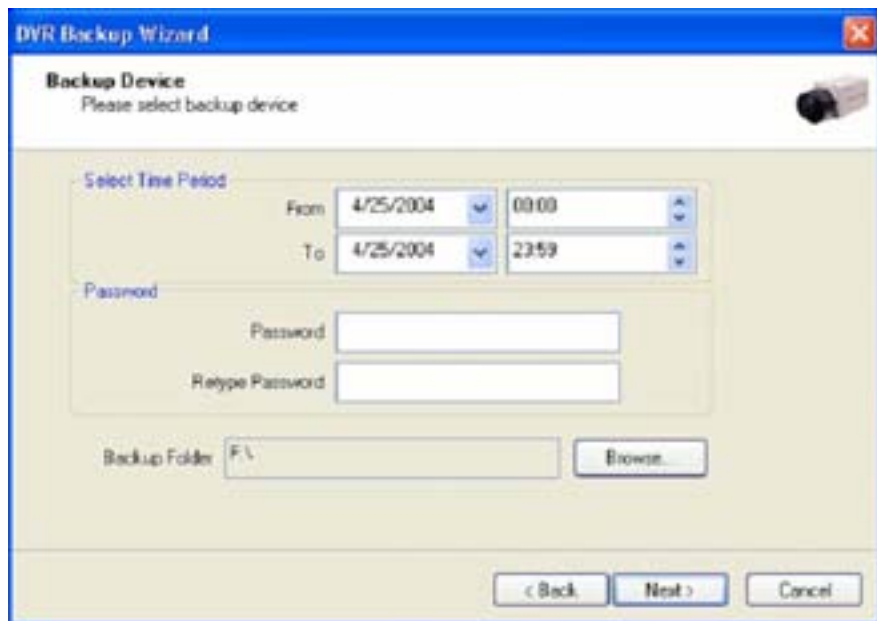 DVR Backup Wizard
Backup Device
Please select backup device
Select Time Period
From 4/25/2004 00:00
To 4/25/2004 23:59
Password
Password
Retype Password
Backup Folder F:\ Browse...
< Back Next > Cancel